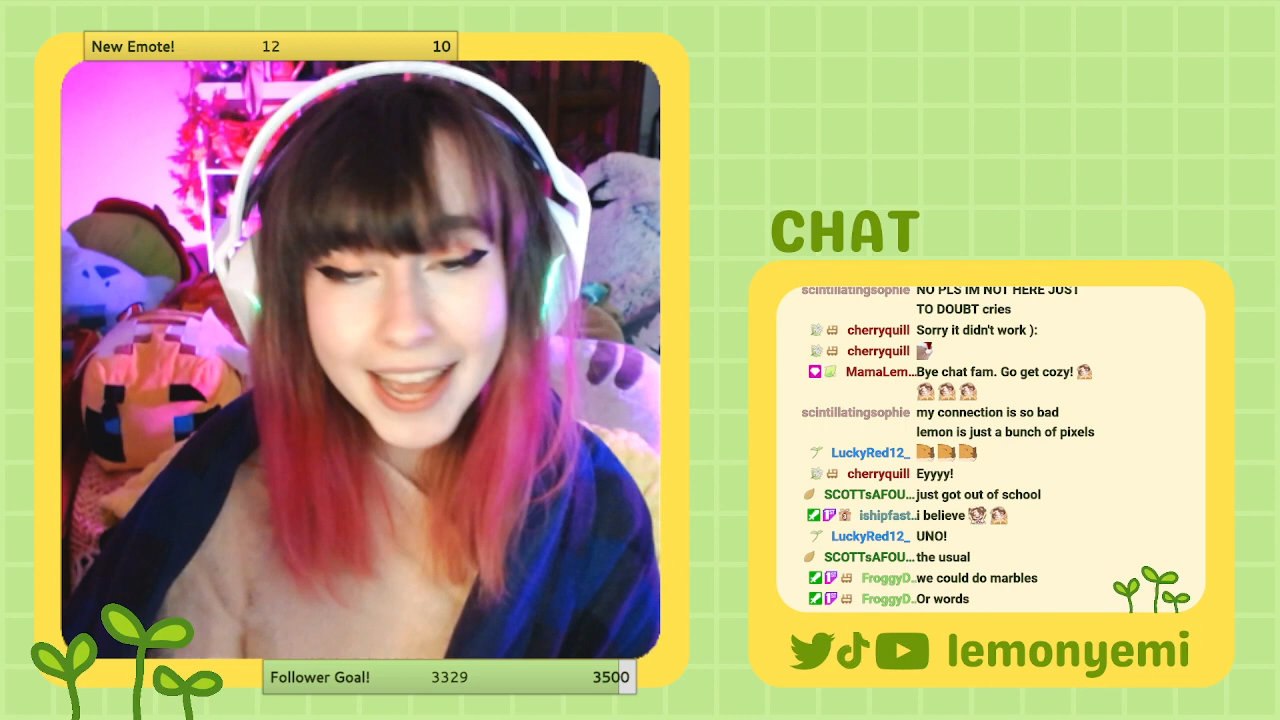 New Emote! 12 10
CHAT
scintillatingsophie NO PLS IM NOT HERE JUST
TO DOUBT cries
cherryquill Sorry it didn't work ):
cherryquill
MamaLem... Bye chat fam. Go get cozy!
scintillatingsophie my connection is so bad
lemon is just a bunch of pixels
LuckyRed12_
cherryquill Eyyyy!
SCOTTsAFOU... just got out of school
ishipfast.. i believe
LuckyRed12_ UNO!
SCOTTsAFOU... the usual
FroggyD.. we could do marbles
FroggyD.. Or words
lemonyemi
Follower Goal! 3329 3500